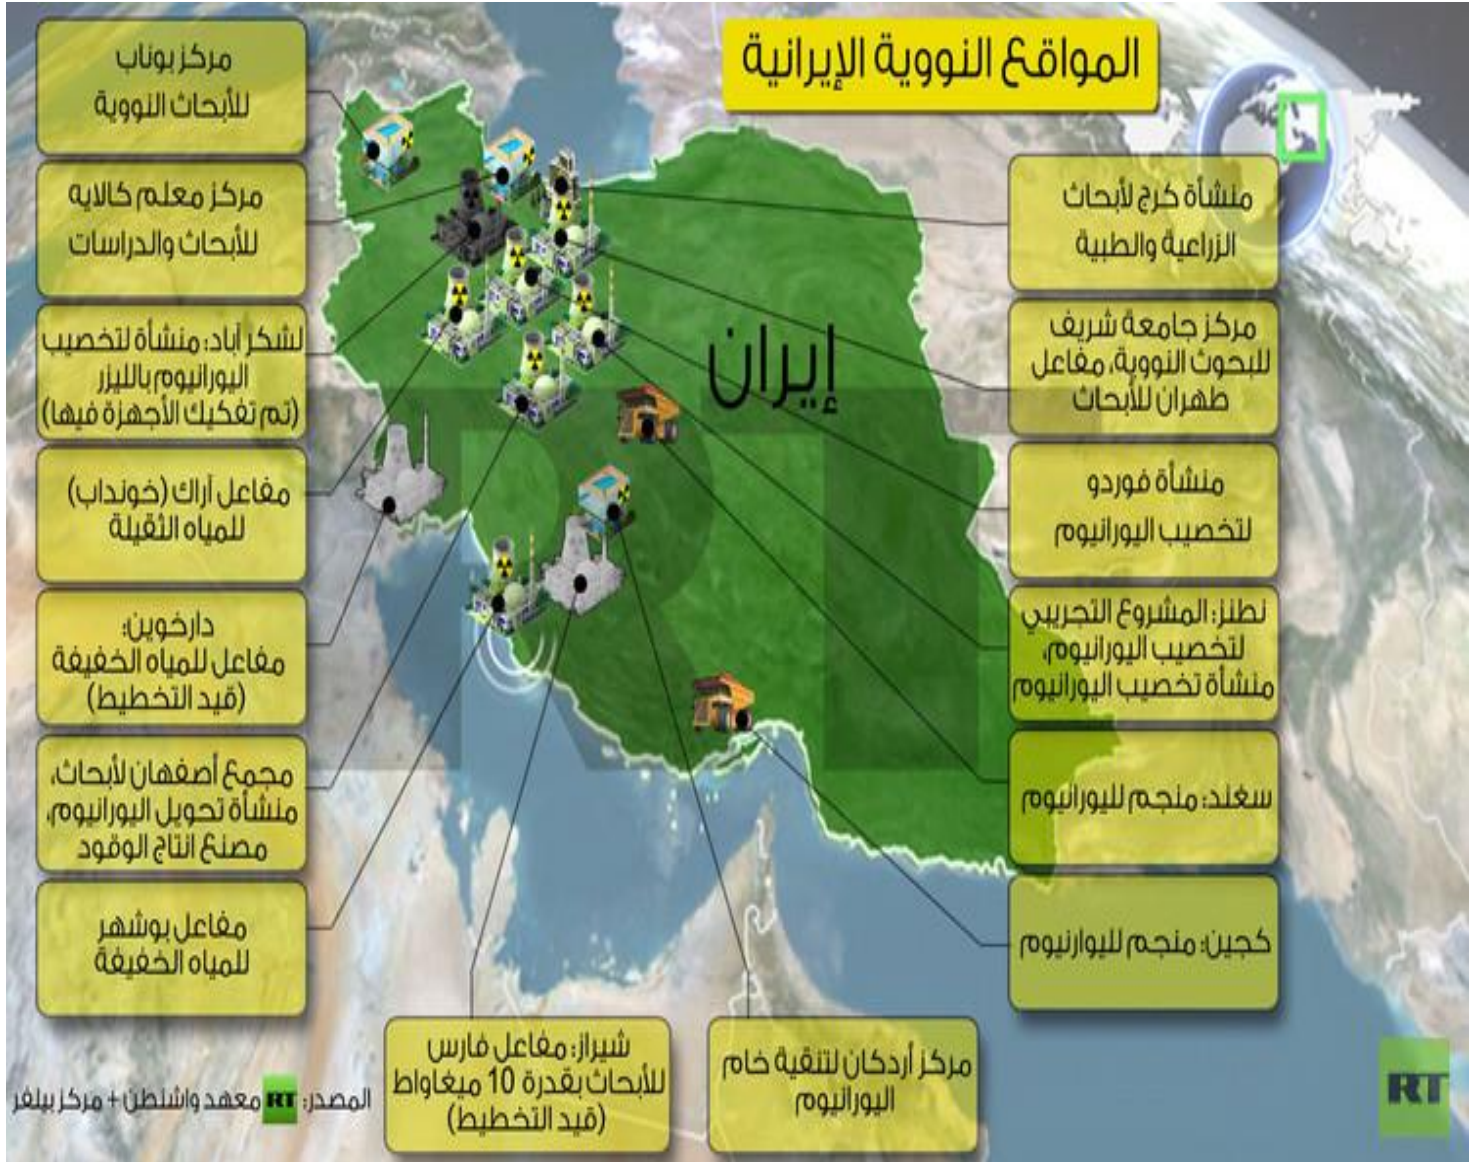 المواقع النووية الإيرانية
منشأة كرج لأبحاث
الزراعية والطبية
مركز جامعة شريف
للبحوث النووية، مفاعل
طهران للأبحاث
منشأة فوردو
لتخصيب اليورانيوم
نطنز: المشروع التجريبي
لتخصيب اليورانيوم،
منشأة تخصيب اليورانيوم
سغند: منجم لليورانيوم
كجين: منجم لليوارنيوم
مركز بوناب
للأبحاث النووية
مركز معلم كالايه
للأبحاث والدراسات
لشكر آباد: منشأة لتخصيب
اليورانيوم بالليزر
(تم تفكيك الأجهزة فيها)
مفاعل آراك (خونداب)
للمياه الثقيلة
دارخوين:
مفاعل للمياه الخفيفة
(قيد التخطيط)
مجمع أصفهان لأبحاث،
منشأة تحويل اليورانيوم،
مصنع انتاج الوقود
مفاعل بوشهر
للمياه الخفيفة
إيران
مركز أردكان لتنقية خام
اليورانيوم
شيراز: مفاعل فارس
للأبحاث بقدرة 10 ميغاواط
(قيد التخطيط)
المصدر: RT معهد واشنطن + مركز بيلفر
RT
RT